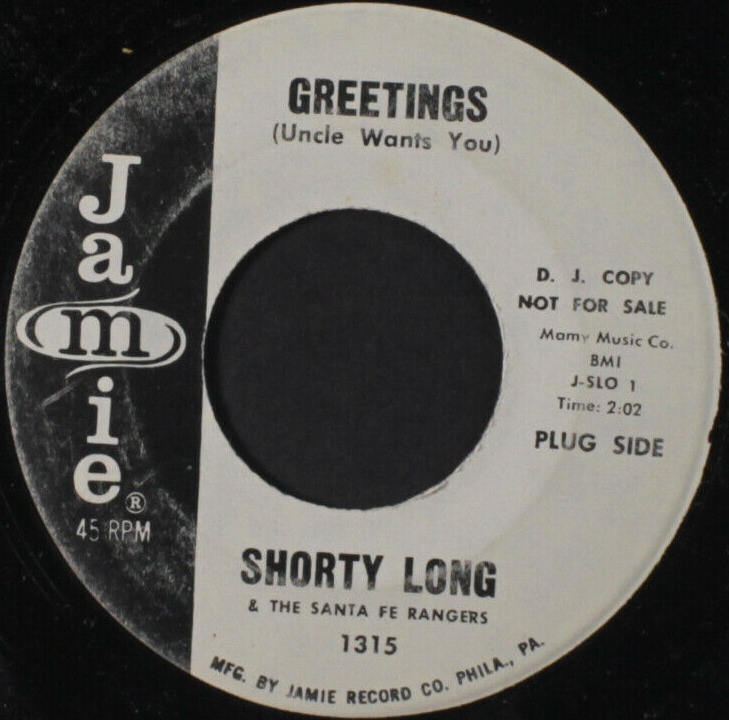 GREETINGS
(Uncle Wants You)
Jamie®
45 RPM
D. J. COPY
NOT FOR SALE
Mamy Music Co.
BMI
J-SLO 1
Time: 2:02
PLUG SIDE
SHORTY LONG
& THE SANTA FE RANGERS
1315
MFG. BY JAMIE RECORD CO. PHILA., PA.